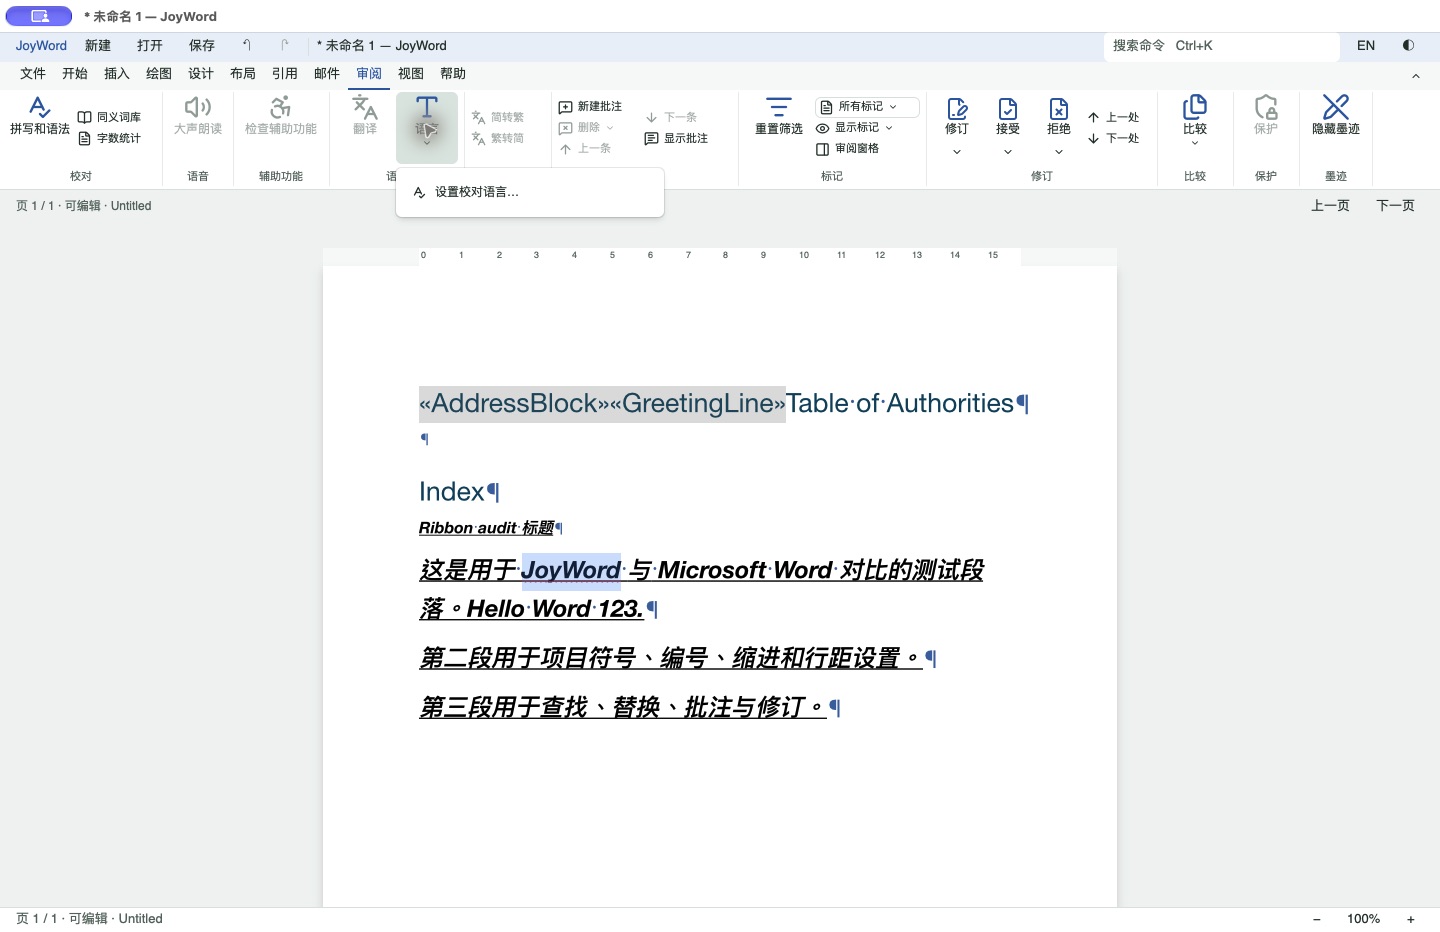 * 未命名 1 — JoyWord
JoyWord 新建 打开 保存 * 未命名 1 — JoyWord 搜索命令 Ctrl+K EN
文件 开始 插入 绘图 设计 布局 引用 邮件 审阅 视图 帮助
拼写和语法 同义词库 字数统计 校对
大声朗读 语音
检查辅助功能 辅助功能
翻译
简转繁
繁转简
新建批注
删除
上一条
下一条
显示批注
重置筛选
所有标记
显示标记
审阅窗格
标记
修订 接受 拒绝
上一处
下一处
修订
比较
比较
保护
保护
隐藏墨迹
墨迹
设置校对语言...
页 1 / 1 · 可编辑 · Untitled 上一页 下一页
0 1 2 3 4 5 6 7 8 9 10 11 12 13 14 15
«AddressBlock»«GreetingLine»Table·of·Authorities¶
¶
Index¶
Ribbon·audit·标题¶
这是用于·JoyWord·与·Microsoft·Word·对比的测试段
落。Hello·Word·123.¶
第二段用于项目符号、编号、缩进和行距设置。¶
第三段用于查找、替换、批注与修订。¶
页 1 / 1 · 可编辑 · Untitled − 100% +